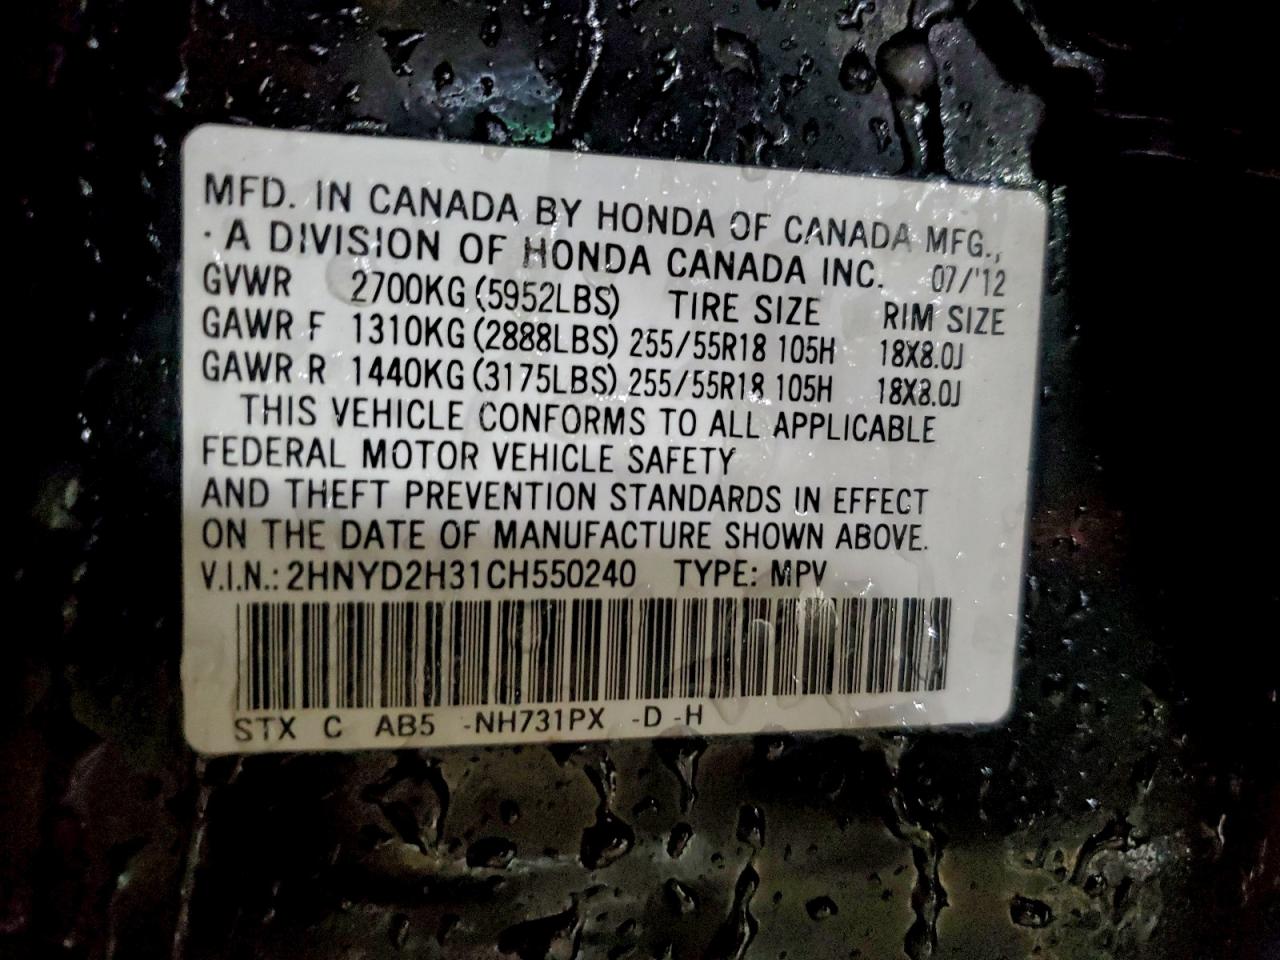 MFD. IN CANADA BY HONDA OF CANADA MFG.,
A DIVISION OF HONDA CANADA INC. 07/'12
GVWR 2700KG (5952LBS) TIRE SIZE RIM SIZE
GAWR F 1310KG (2888LBS) 255/55R18 105H 18X8.0J
GAWR R 1440KG (3175LBS) 255/55R18 105H 18X8.0J
THIS VEHICLE CONFORMS TO ALL APPLICABLE
FEDERAL MOTOR VEHICLE SAFETY
AND THEFT PREVENTION STANDARDS IN EFFECT
ON THE DATE OF MANUFACTURE SHOWN ABOVE.
V.I.N.: 2HNYD2H31CH550240 TYPE: MPV
STX C AB5 -NH731PX -D -H